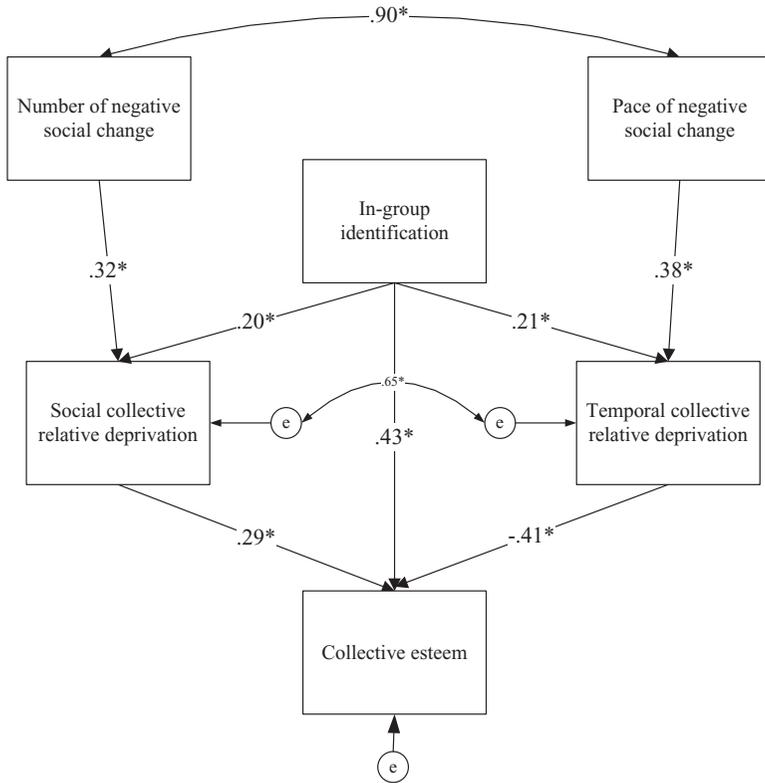 .90*
Number of negative
social change
Pace of negative
social change
In-group
identification
.32*
.38*
.20*
.21*
.65*
Social collective
relative deprivation
e
e
Temporal collective
relative deprivation
.43*
.29*
-.41*
Collective esteem
e